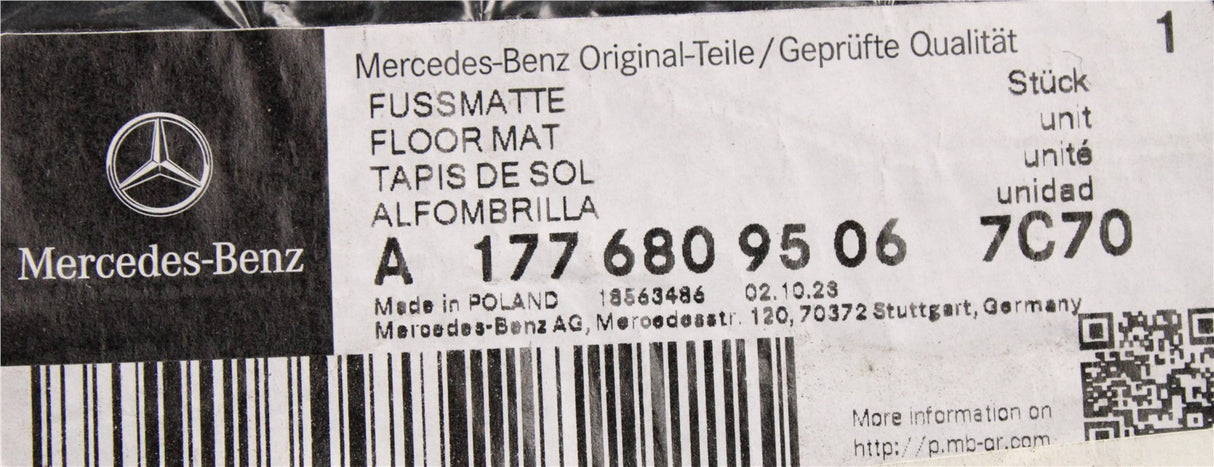 Mercedes-Benz Original-Teile/Geprüfte Qualität 1
FUSSMATTE Stück
FLOOR MAT unit
TAPIS DE SOL unité
ALFOMBRILLA unidad
Mercedes-Benz
A 177 680 95 06 7C70
Made in POLAND 18563486 02.10.23
Mercedes-Benz AG, Mercedesstr. 120, 70372 Stuttgart, Germany
More information on
http://p.mb-qr.com